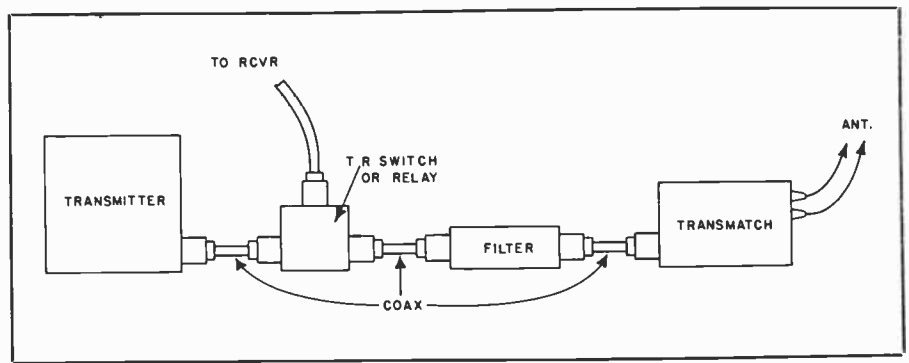 TO RCVR
ANT.
T R SWITCH
OR RELAY
TRANSMITTER
TRANSMATCH
FILTER
COAX